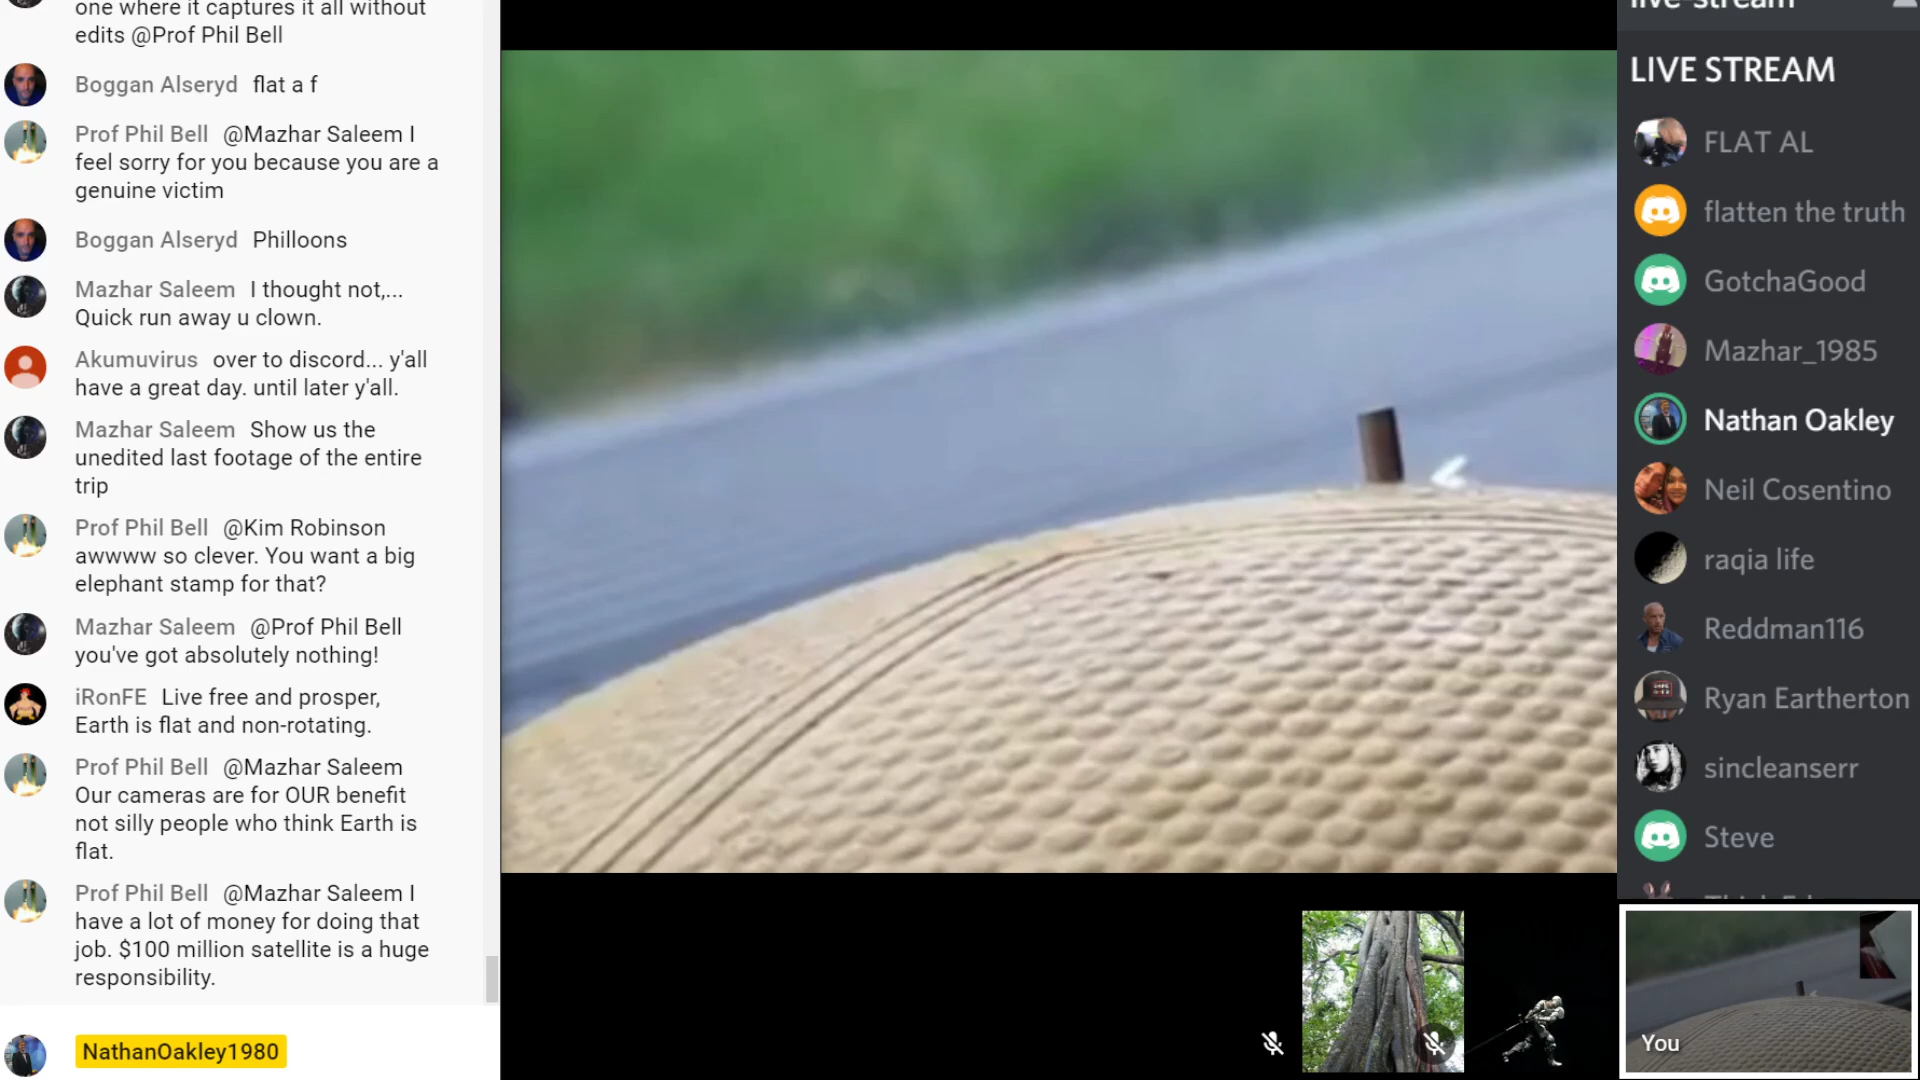 one where it captures it all without
edits @Prof Phil Bell
Boggan Alseryd flat a f
Prof Phil Bell @Mazhar Saleem I
feel sorry for you because you are a
genuine victim
Boggan Alseryd Philloons
Mazhar Saleem I thought not,...
Quick run away u clown.
Akumuvirus over to discord... y'all
have a great day. until later y'all.
Mazhar Saleem Show us the
unedited last footage of the entire
trip
Prof Phil Bell @Kim Robinson
awwww so clever. You want a big
elephant stamp for that?
Mazhar Saleem @Prof Phil Bell
you've got absolutely nothing!
iRonFE Live free and prosper,
Earth is flat and non-rotating.
Prof Phil Bell @Mazhar Saleem
Our cameras are for OUR benefit
not silly people who think Earth is
flat.
Prof Phil Bell @Mazhar Saleem I
have a lot of money for doing that
job. $100 million satellite is a huge
responsibility.
NathanOakley1980
live-stream
LIVE STREAM
FLAT AL
flatten the truth
GotchaGood
Mazhar_1985
Nathan Oakley
Neil Cosentino
raqia life
Reddman116
Ryan Eartherton
sincleanserr
Steve
You